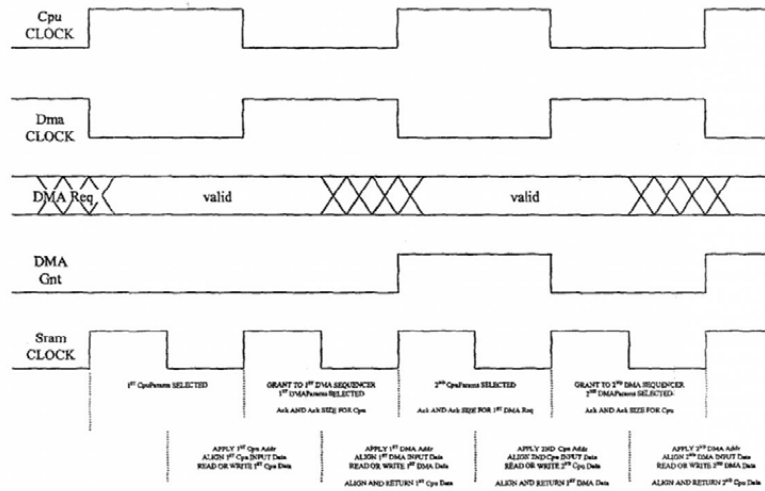 Cpu
CLOCK
Dma
CLOCK
DMA Req
valid
valid
DMA
Gnt
Sram
CLOCK
1ST CpuParams SELECTED
GRANT TO 1ST DMA SEQUENCER
1ST DMAParams SELECTED
Ack AND Ack SIZE FOR Cpu
2ND CpuParams SELECTED
Ack AND Ack SIZE FOR 1ST DMA Req
GRANT TO 2ND DMA SEQUENCER
2ND DMAParams SELECTED
Ack AND Ack SIZE FOR Cpu
APPLY 1ST Cpu Addr
ALIGN 1ST Cpu INPUT Data
READ OR WRITE 1ST Cpu Data
APPLY 1ST DMA Addr
ALIGN 1ST DMA INPUT Data
READ OR WRITE 1ST DMA Data
ALIGN AND RETURN 1ST Cpu Data
APPLY 2ND Cpu Addr
ALIGN 2ND Cpu INPUT Data
READ OR WRITE 2ND Cpu Data
ALIGN AND RETURN 1ST DMA Data
APPLY 2ND DMA Addr
ALIGN 2ND DMA INPUT Data
READ OR WRITE 2ND DMA Data
ALIGN AND RETURN 2ND Cpu Data